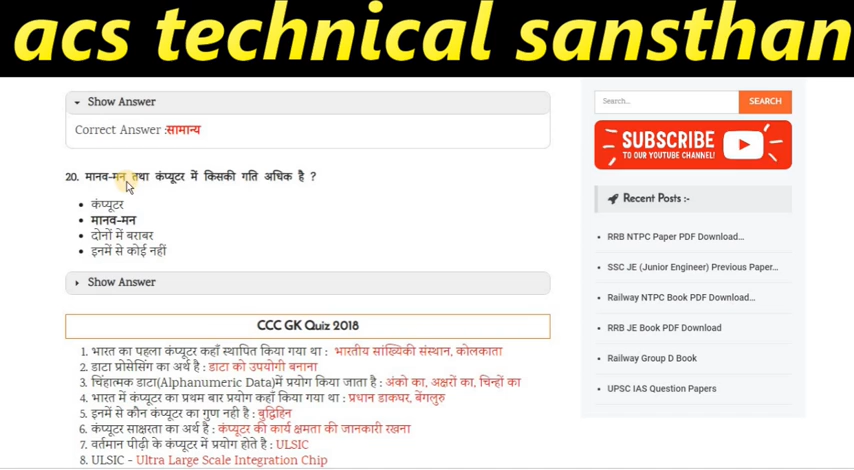 acs technical sansthan
Show Answer
Correct Answer :सामान्य
20. मानव-मन तथा कंप्यूटर में किसकी गति अधिक है ?
कंप्यूटर
मानव-मन
दोनों में बराबर
इनमें से कोई नहीं
Show Answer
CCC GK Quiz 2018
1. भारत का पहला कंप्यूटर कहाँ स्थापित किया गया था : भारतीय सांख्यिकी संस्थान, कोलकाता
2. डाटा प्रोसेसिंग का अर्थ है : डाटा को उपयोगी बनाना
3. चिंहात्मक डाटा(Alphanumeric Data)में प्रयोग किया जाता है : अंको का, अक्षरों का, चिन्हों का
4. भारत में कंप्यूटर का प्रथम बार प्रयोग कहाँ किया गया था : प्रधान डाकघर, बेंगलुरु
5. इनमें से कौन कंप्यूटर का गुण नही है : बुद्धिहिन
6. कंप्यूटर साक्षरता का अर्थ है : कंप्यूटर की कार्य क्षमता की जानकारी रखना
7. वर्तमान पीढ़ी के कंप्यूटर में प्रयोग होते है : ULSIC
8. ULSIC - Ultra Large Scale Integration Chip
Search...
SEARCH
SUBSCRIBE
TO OUR YOUTUBE CHANNEL!
Recent Posts :-
RRB NTPC Paper PDF Download...
SSC JE (Junior Engineer) Previous Paper...
Railway NTPC Book PDF Download...
RRB JE Book PDF Download
Railway Group D Book
UPSC IAS Question Papers